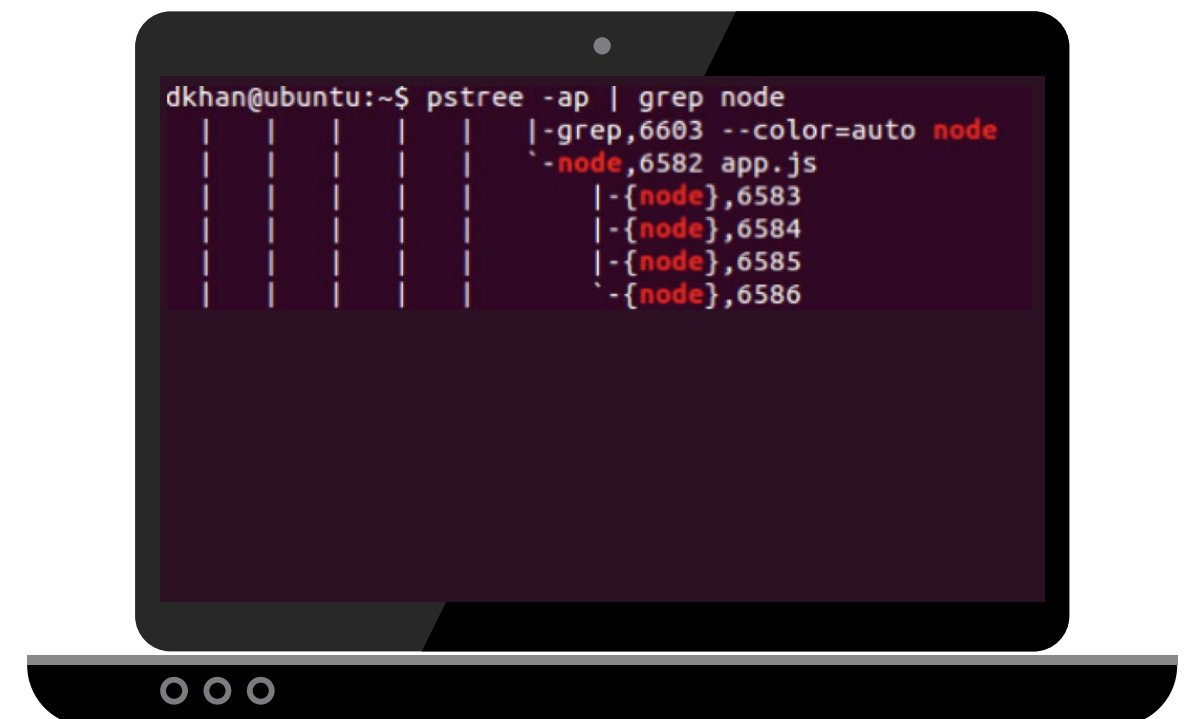 dkhan@ubuntu:~$ pstree -ap | grep node
  |   |   |   |   |   |-grep,6603 --color=auto node
  |   |   |   |   |   `-node,6582 app.js
  |   |   |   |   |       |-{node},6583
  |   |   |   |   |       |-{node},6584
  |   |   |   |   |       |-{node},6585
  |   |   |   |   |       `-{node},6586